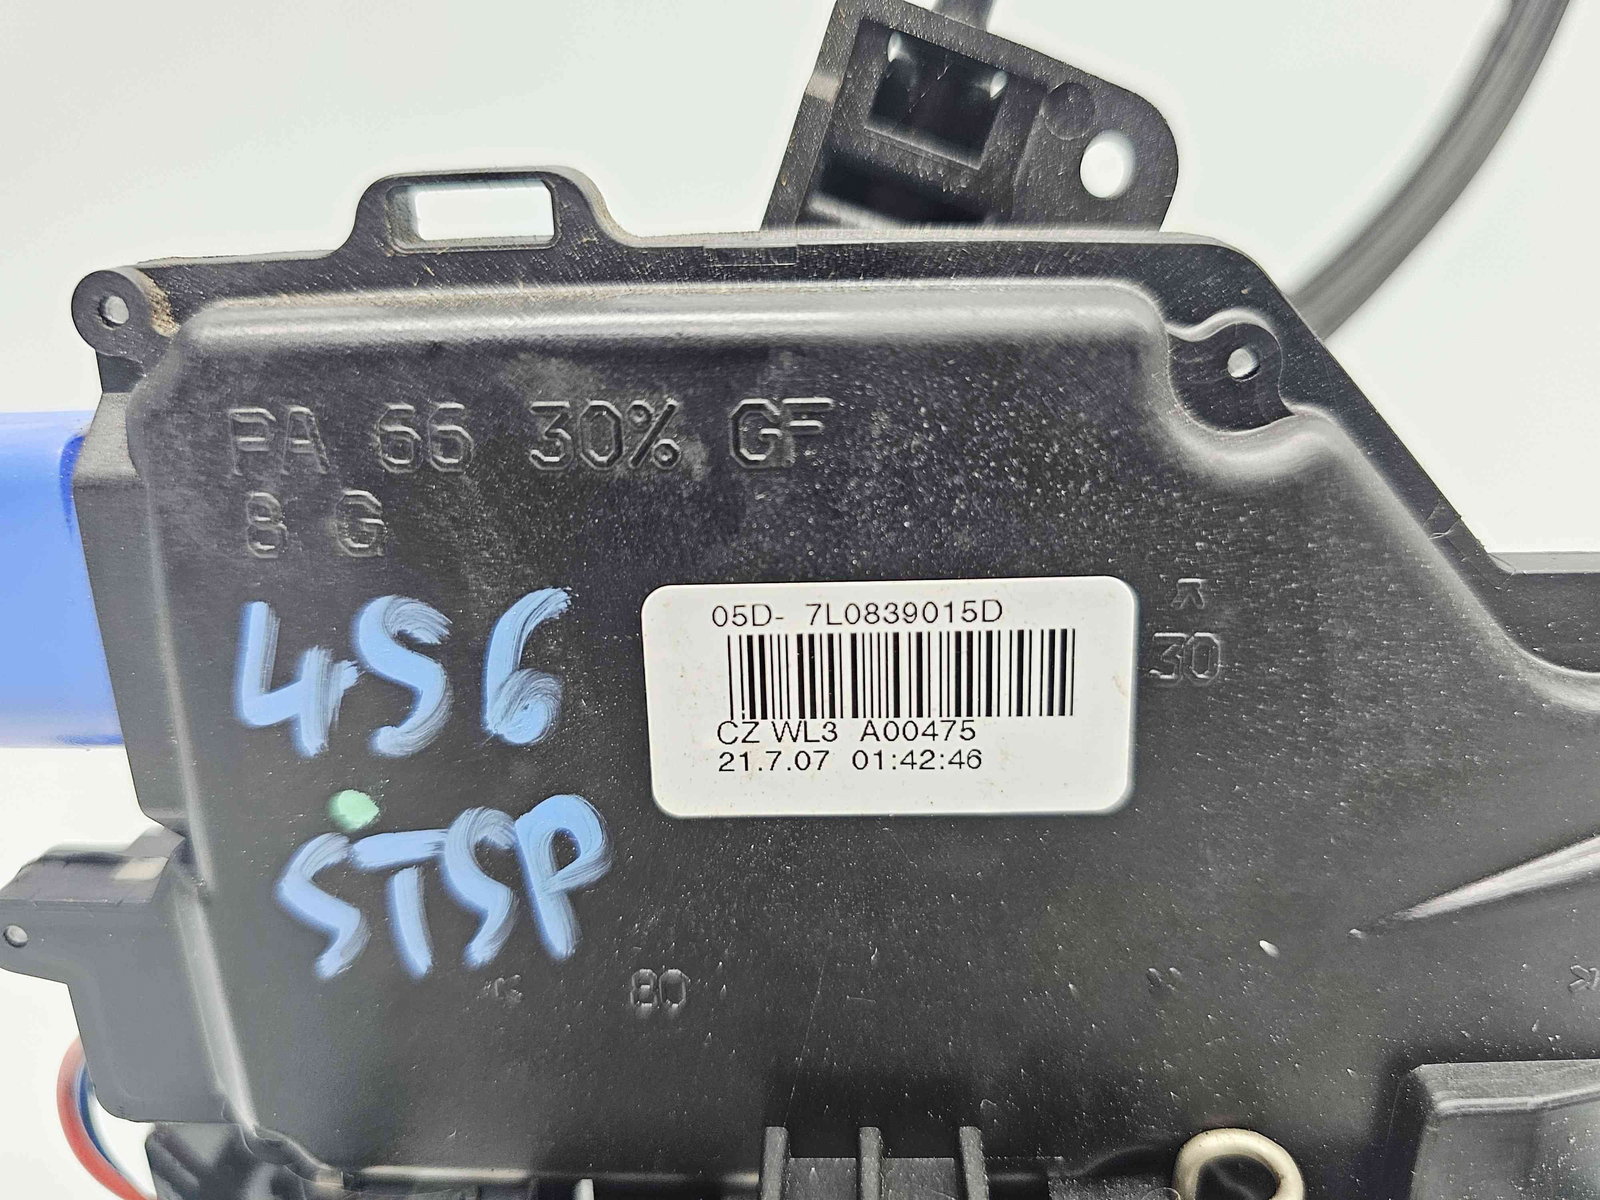 PA 66 30% GF
8 G
456
STSP
05D- 7L0839015D
CZ WL3 A00475
21.7.07 01:42:46
30
80